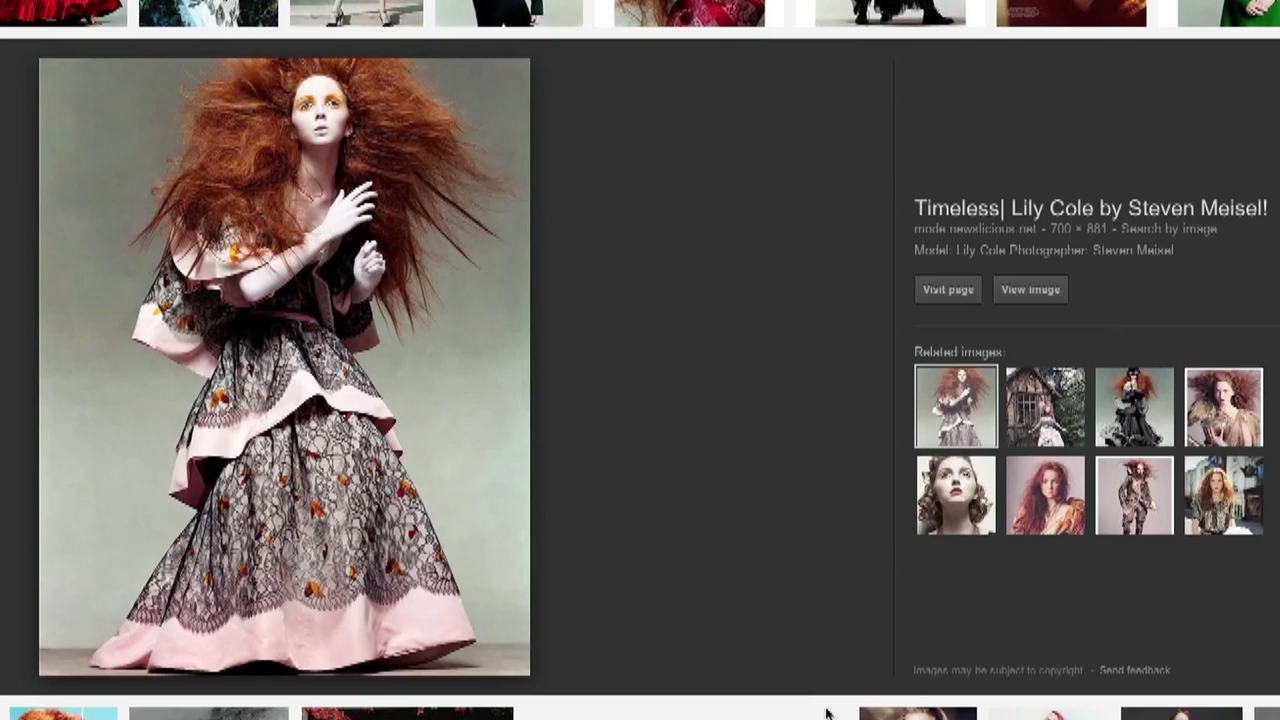 Timeless| Lily Cole by Steven Meisel!
mode.newslicious.net - 700 × 881 - Search by image
Model: Lily Cole Photographer: Steven Meisel
Visit page View image
Related images:
Images may be subject to copyright. - Send feedback